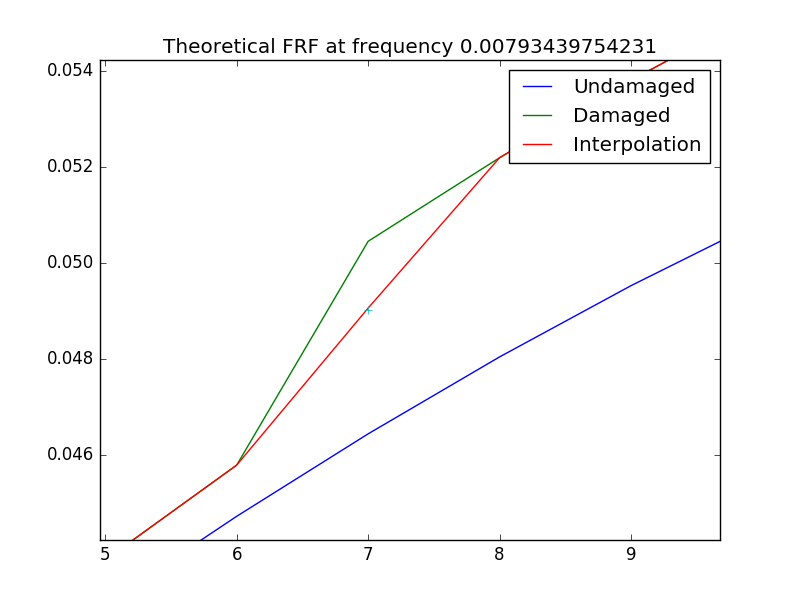 Theoretical FRF at frequency 0.00793439754231
0.054
Undamaged
Damaged
Interpolation
0.052
0.050
0.048
0.046
5 6 7 8 9